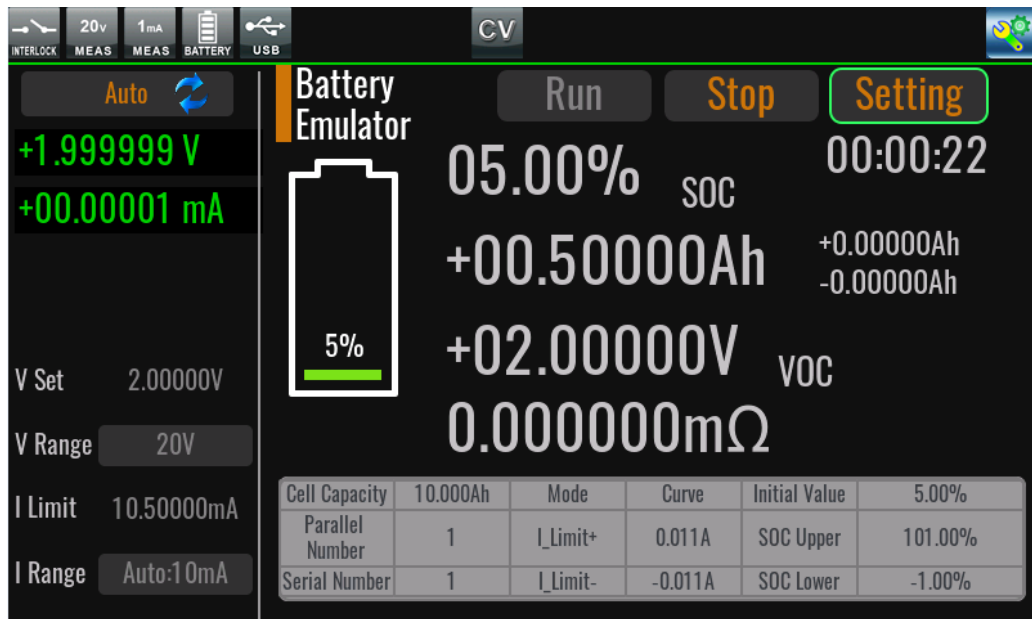 20v 1mA
INTERLOCK MEAS MEAS BATTERY USB CV
Auto
+1.999999 V
+00.00001 mA
V Set 2.00000V
V Range 20V
I Limit 10.50000mA
I Range Auto:10mA
Battery
Emulator
Run Stop Setting
00:00:22
05.00% SOC
+00.50000Ah
+0.00000Ah
-0.00000Ah
5%
+02.00000V VOC
0.000000mΩ
Cell Capacity 10.000Ah Mode Curve Initial Value 5.00%
Parallel
Number 1 I_Limit+ 0.011A SOC Upper 101.00%
Serial Number 1 I_Limit- -0.011A SOC Lower -1.00%